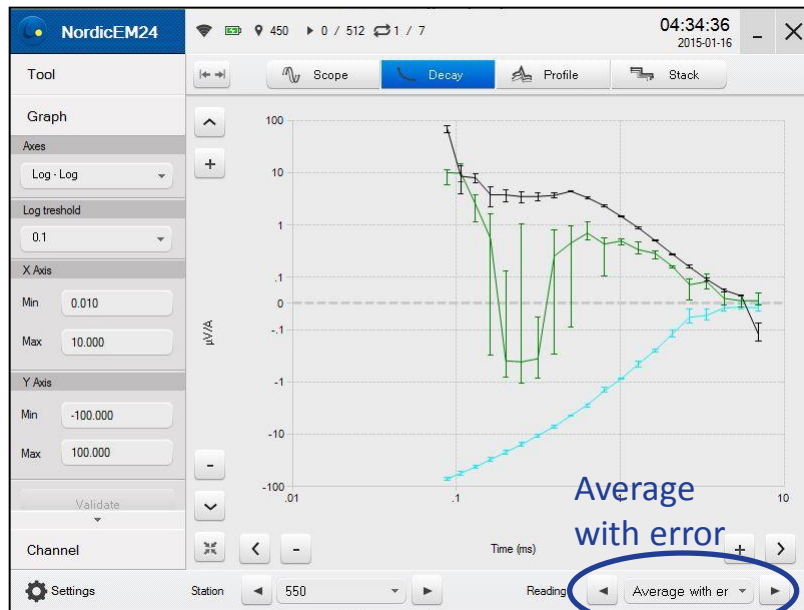 NordicEM24
450
0 / 512
1 / 7
04:34:36
2015-01-16
Tool
Scope
Decay
Profile
Stack
Graph
Axes
Log - Log
Log treshold
0.1
X Axis
Min
0.010
Max
10.000
Y Axis
Min
-100.000
Max
100.000
Validate
Channel
Settings
µV/A
100
10
1
.1
0
-.1
-1
-10
-100
.01
.1
1
10
Time (ms)
Average
with error
Station
550
Reading
Average with er